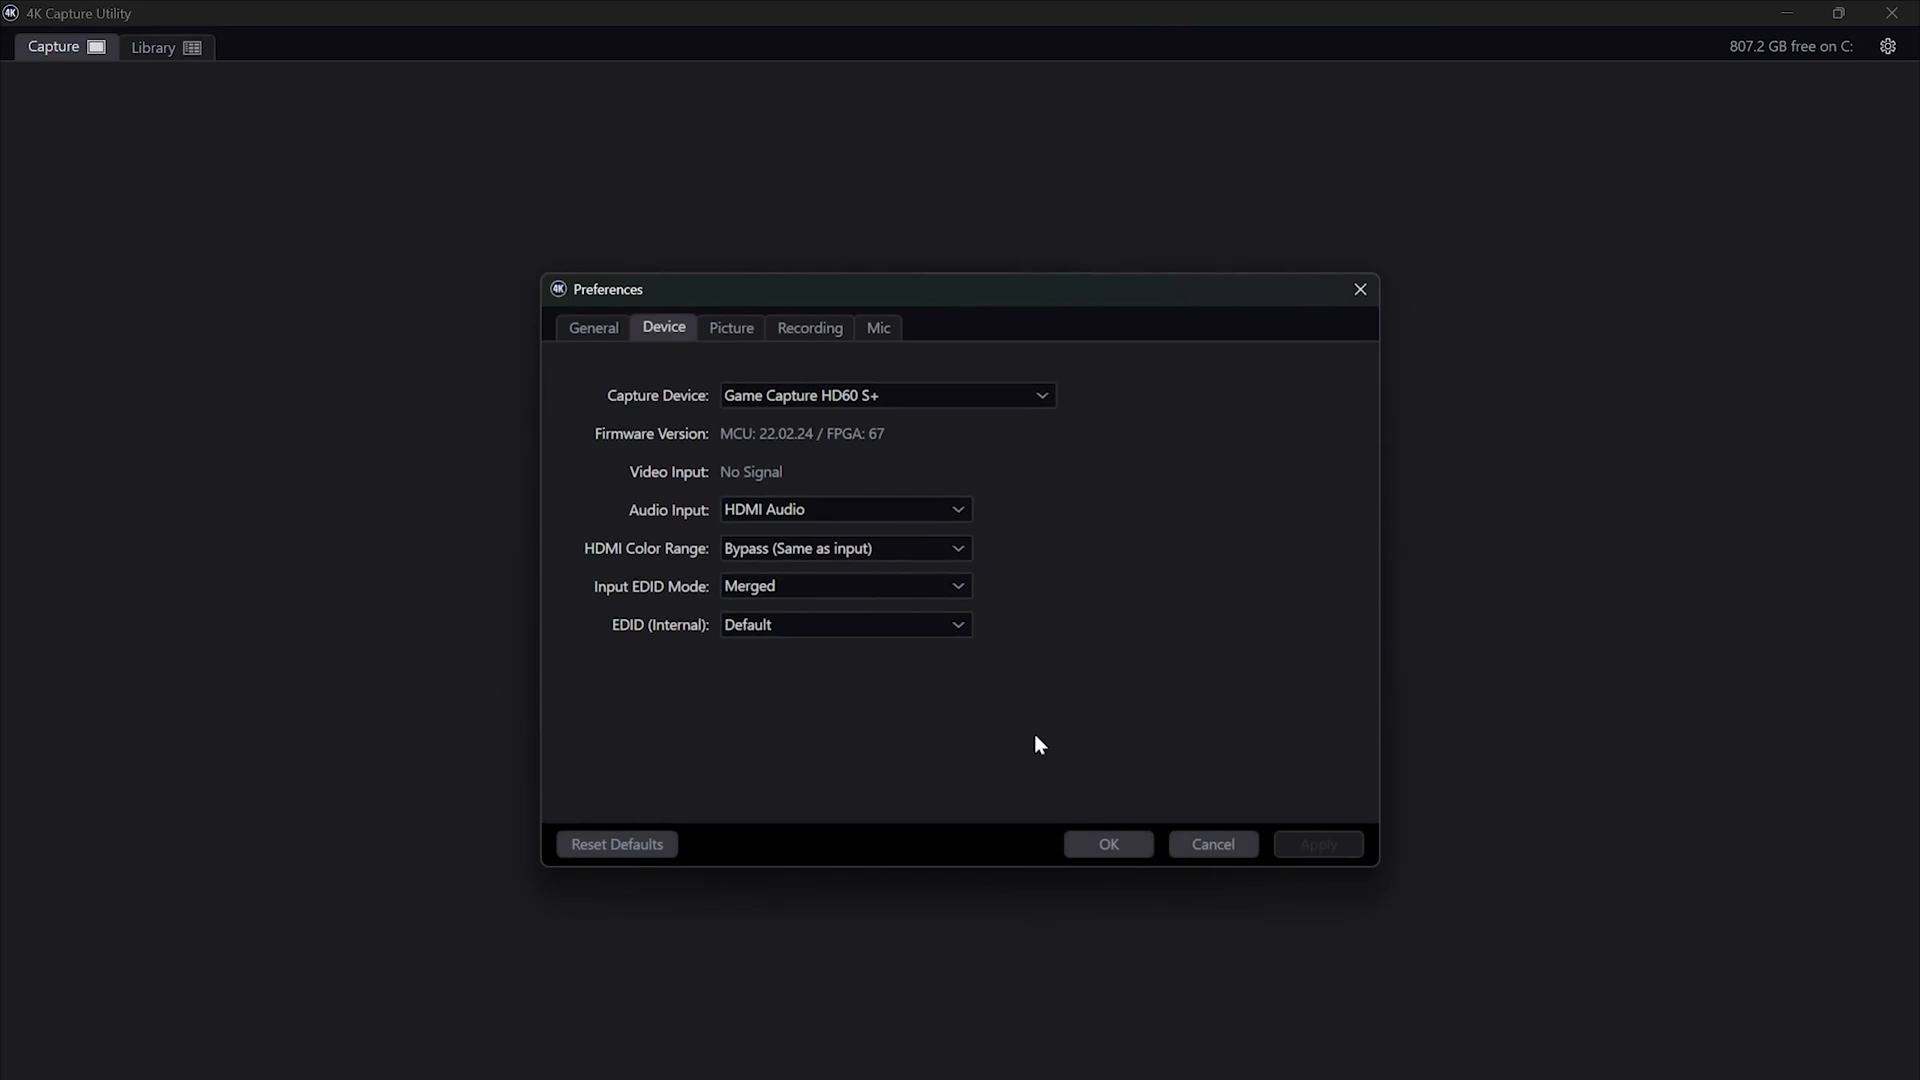 4K 4K Capture Utility
Capture Library 807.2 GB free on C:
4K Preferences
General Device Picture Recording Mic
Capture Device: Game Capture HD60 S+
Firmware Version: MCU: 22.02.24 / FPGA: 67
Video Input: No Signal
Audio Input: HDMI Audio
HDMI Color Range: Bypass (Same as input)
Input EDID Mode: Merged
EDID (Internal): Default
Reset Defaults OK Cancel Apply